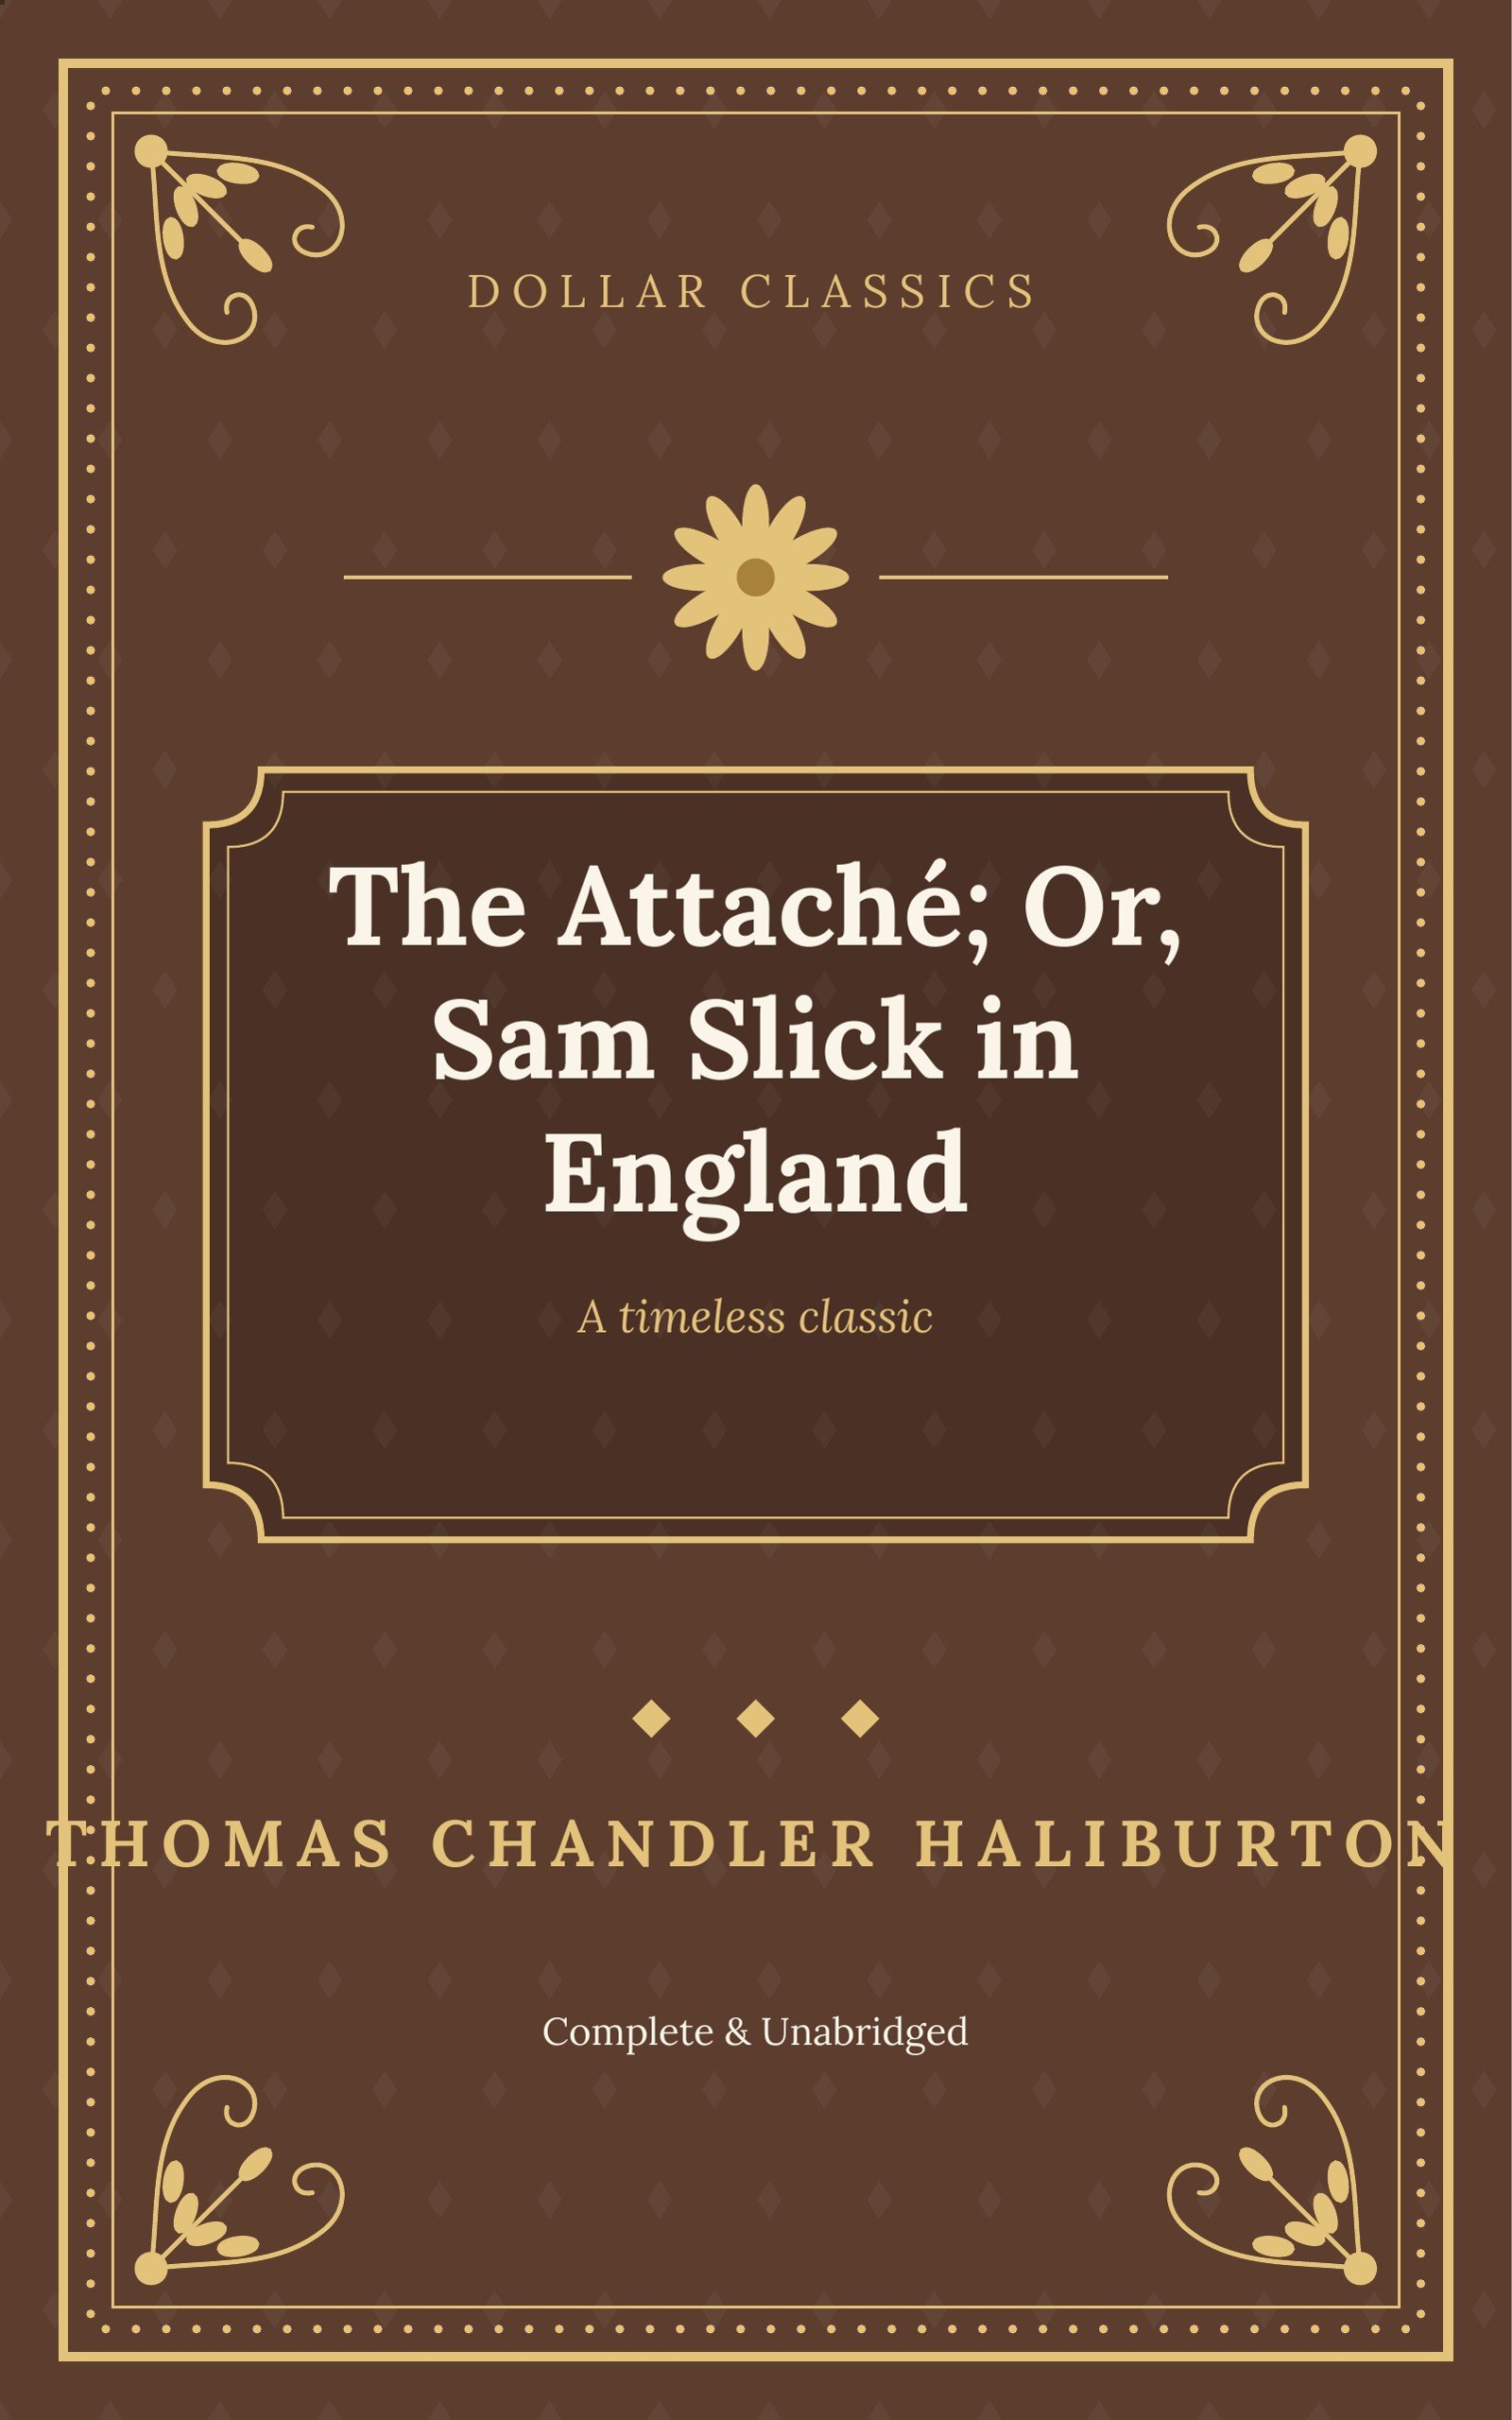 DOLLAR CLASSICS
The Attaché; Or,
Sam Slick in
England
A timeless classic
THOMAS CHANDLER HALIBURTON
Complete & Unabridged